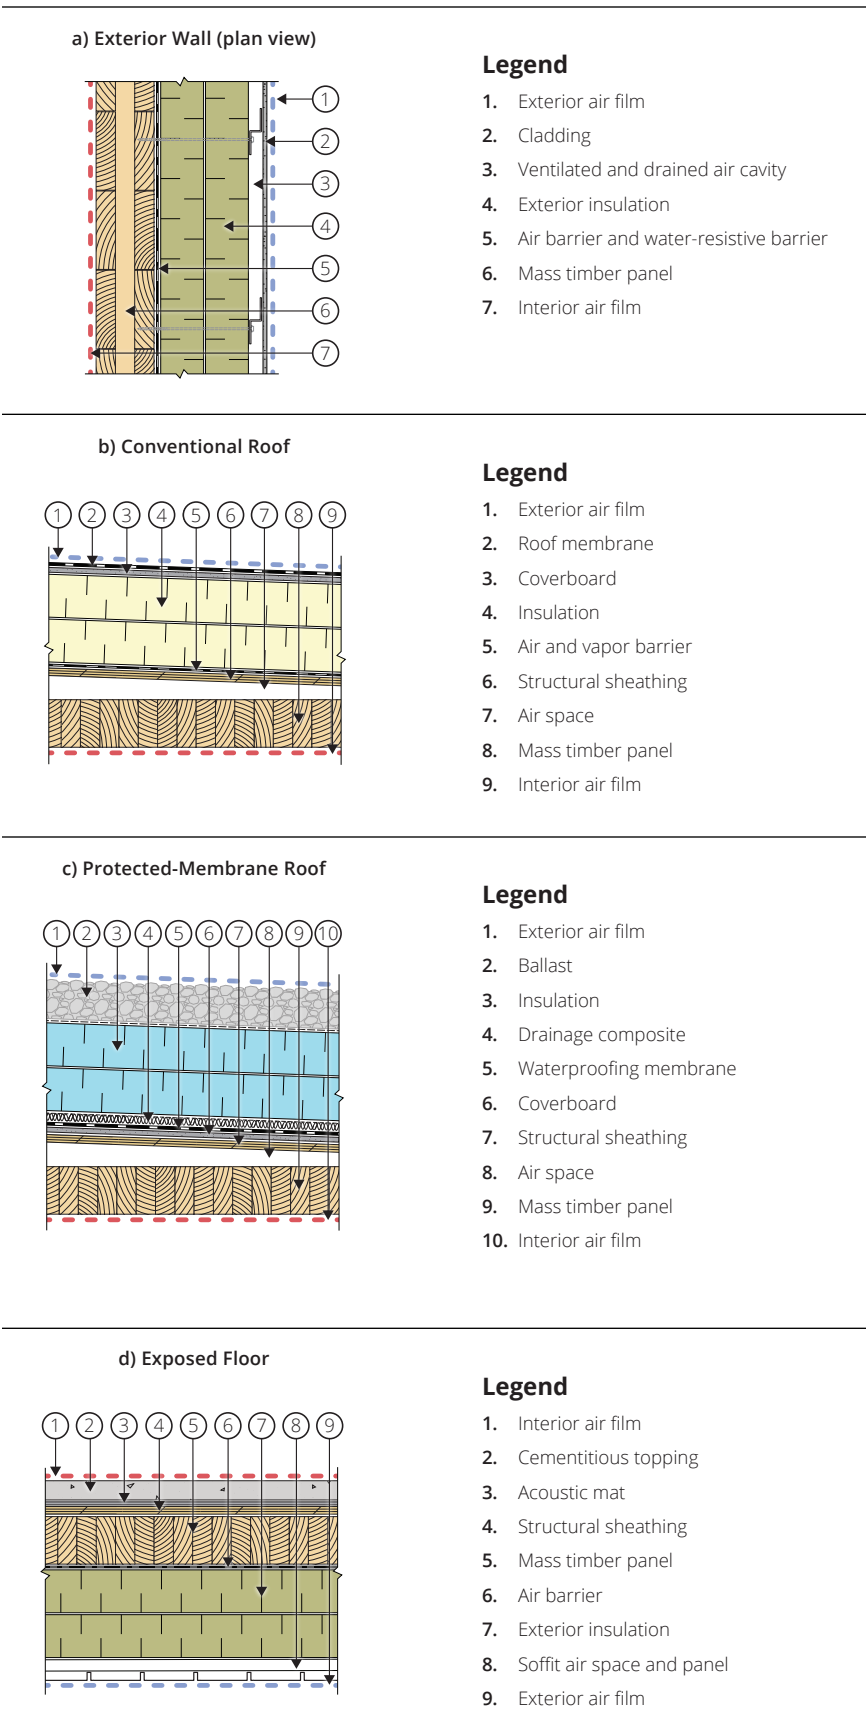 a) Exterior Wall (plan view)
1
2
3
4
5
6
7
Legend
1. Exterior air film
2. Cladding
3. Ventilated and drained air cavity
4. Exterior insulation
5. Air barrier and water-resistive barrier
6. Mass timber panel
7. Interior air film
b) Conventional Roof
1 2 3 4 5 6 7 8 9
Legend
1. Exterior air film
2. Roof membrane
3. Coverboard
4. Insulation
5. Air and vapor barrier
6. Structural sheathing
7. Air space
8. Mass timber panel
9. Interior air film
c) Protected-Membrane Roof
1 2 3 4 5 6 7 8 9 10
Legend
1. Exterior air film
2. Ballast
3. Insulation
4. Drainage composite
5. Waterproofing membrane
6. Coverboard
7. Structural sheathing
8. Air space
9. Mass timber panel
10. Interior air film
d) Exposed Floor
1 2 3 4 5 6 7 8 9
Legend
1. Interior air film
2. Cementitious topping
3. Acoustic mat
4. Structural sheathing
5. Mass timber panel
6. Air barrier
7. Exterior insulation
8. Soffit air space and panel
9. Exterior air film